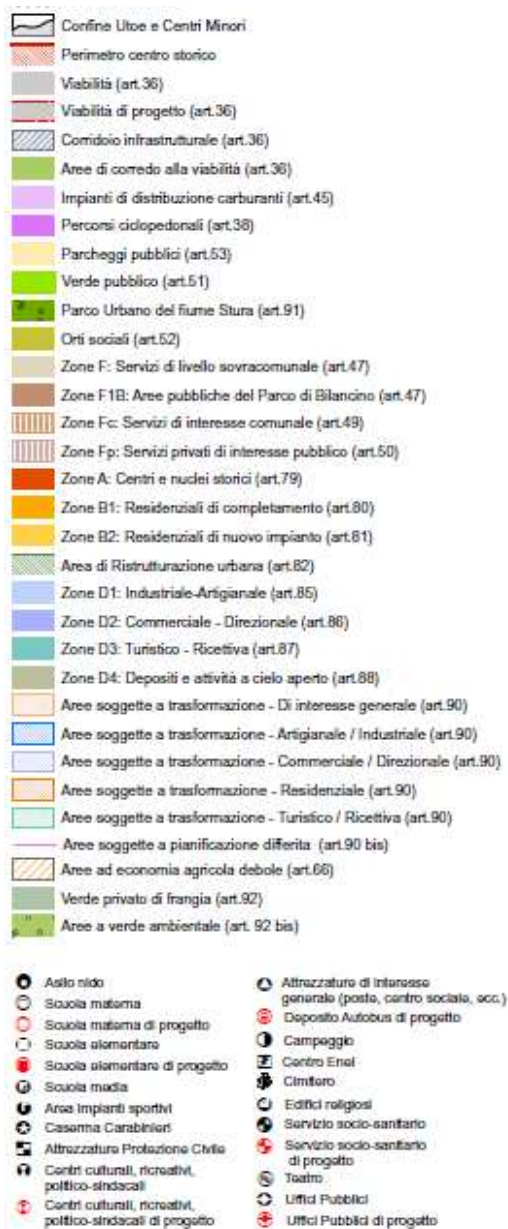 Confine Utoe e Centri Minori
Perimetro centro storico
Viabilità (art.36)
Viabilità di progetto (art.36)
Corridoio infrastrutturale (art.36)
Aree di corredo alla viabilità (art.36)
Impianti di distribuzione carburanti (art.45)
Percorsi ciclopedonali (art.38)
Parcheggi pubblici (art.53)
Verde pubblico (art.51)
Parco Urbano del fiume Stura (art.91)
Orti sociali (art.52)
Zone F: Servizi di livello sovracomunale (art.47)
Zone F1B: Aree pubbliche del Parco di Bilancino (art.47)
Zone Fc: Servizi di interesse comunale (art.49)
Zone Fp: Servizi privati di interesse pubblico (art.50)
Zone A: Centri e nuclei storici (art.79)
Zone B1: Residenziali di completamento (art.80)
Zone B2: Residenziali di nuovo impianto (art.81)
Area di Ristrutturazione urbana (art.82)
Zone D1: Industriale-Artigianale (art.85)
Zone D2: Commerciale - Direzionale (art.86)
Zone D3: Turistico - Ricettiva (art.87)
Zone D4: Depositi e attività a cielo aperto (art.88)
Aree soggette a trasformazione - Di interesse generale (art.90)
Aree soggette a trasformazione - Artigianale / Industriale (art.90)
Aree soggette a trasformazione - Commerciale / Direzionale (art.90)
Aree soggette a trasformazione - Residenziale (art.90)
Aree soggette a trasformazione - Turistico / Ricettiva (art.90)
Aree soggette a pianificazione differita (art.90 bis)
Aree ad economia agricola debole (art.66)
Verde privato di frangia (art.92)
Aree a verde ambientale (art. 92 bis)
Asilo nido
Scuola materna
Scuola materna di progetto
Scuola elementare
Scuola elementare di progetto
Scuola media
Area Impianti sportivi
Caserma Carabinieri
Attrezzature Protezione Civile
Centri culturali, ricreativi,
politico-sindacali
Centri culturali, ricreativi,
politico-sindacali di progetto
Attrezzature di Interesse
generale (poste, centro sociale, ecc.)
Deposito Autobus di progetto
Campeggio
Centro Enel
Cimitero
Edifici religiosi
Servizio socio-sanitario
Servizio socio-sanitario
di progetto
Teatro
Uffici Pubblici
Uffici Pubblici di progetto